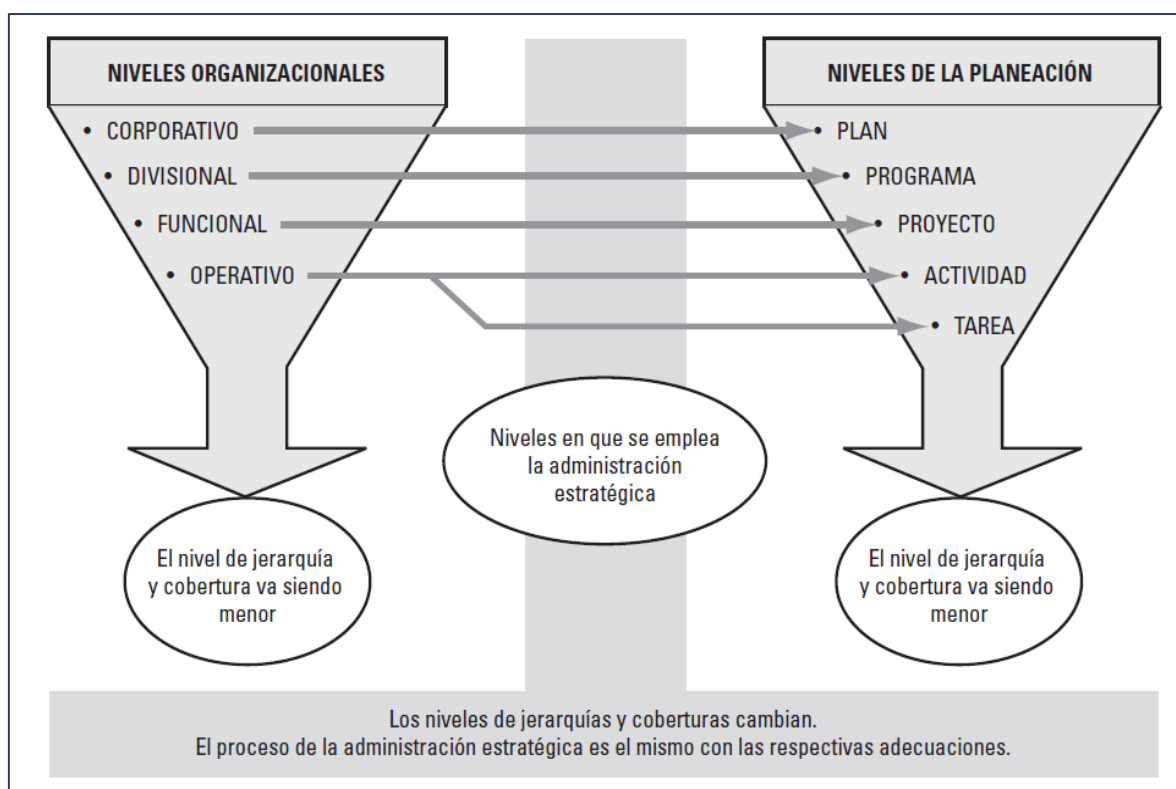 NIVELES ORGANIZACIONALES
• CORPORATIVO
• DIVISIONAL
• FUNCIONAL
• OPERATIVO
NIVELES DE LA PLANEACIÓN
• PLAN
• PROGRAMA
• PROYECTO
• ACTIVIDAD
• TAREA
Niveles en que se emplea
la administración
estratégica
El nivel de jerarquía
y cobertura va siendo
menor
El nivel de jerarquía
y cobertura va siendo
menor
Los niveles de jerarquías y coberturas cambian.
El proceso de la administración estratégica es el mismo con las respectivas adecuaciones.